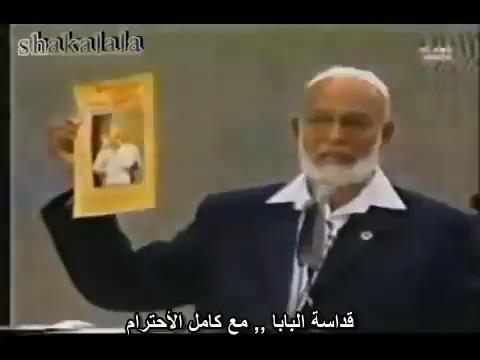 shakalala
قداسة البابا ,, مع كامل الأحترام